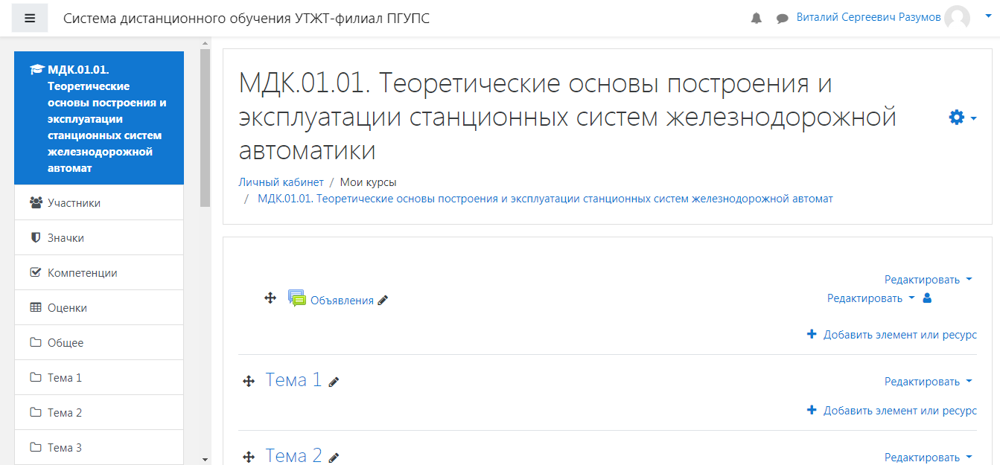 Система дистанционного обучения УТЖТ-филиал ПГУПС
Виталий Сергеевич Разумов
МДК.01.01.
Теоретические
основы построения и
эксплуатации
станционных систем
железнодорожной
автомат
Участники
Значки
Компетенции
Оценки
Общее
Тема 1
Тема 2
Тема 3
МДК.01.01. Теоретические основы построения и
эксплуатации станционных систем железнодорожной
автоматики
Личный кабинет / Мои курсы
/ МДК.01.01. Теоретические основы построения и эксплуатации станционных систем железнодорожной автомат
Редактировать
Объявления
Редактировать
Добавить элемент или ресурс
Тема 1
Редактировать
Добавить элемент или ресурс
Тема 2
Редактировать